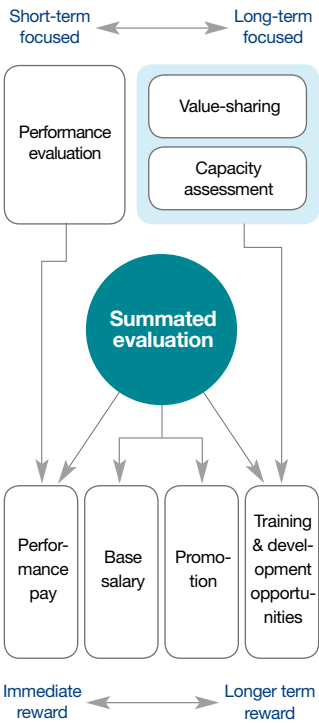 Short-term
focused
Long-term
focused
Performance
evaluation
Value-sharing
Capacity
assessment
Summated
evaluation
Perfor-
mance
pay
Base
salary
Promo-
tion
Training
& devel-
opment
opportu-
nities
Immediate
reward
Longer term
reward